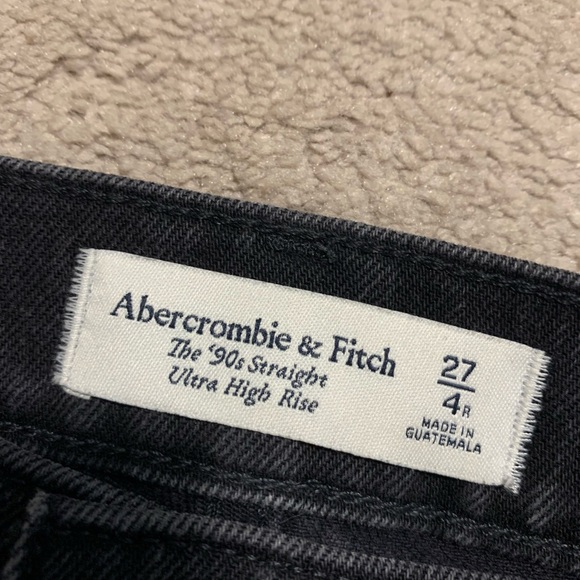 Abercrombie & Fitch
The '90s Straight
Ultra High Rise
27
4R
MADE IN
GUATEMALA